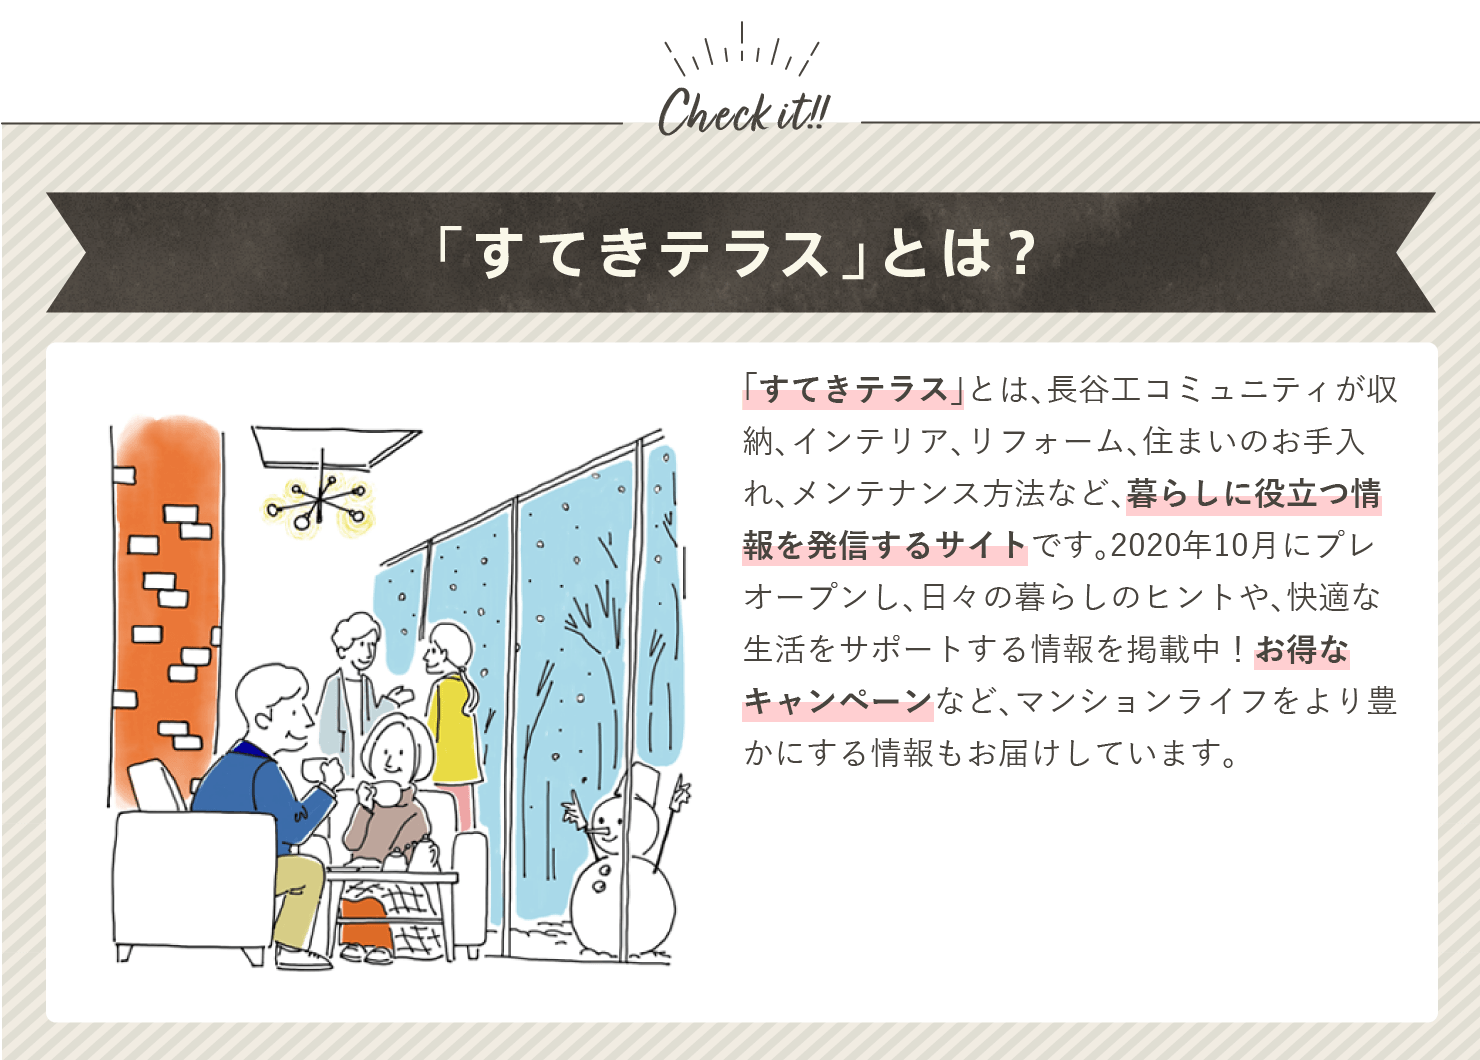 Check it!!
「すてきテラス」とは？
「すてきテラス」とは、長谷工コミュニティが収
納、インテリア、リフォーム、住まいのお手入
れ、メンテナンス方法など、暮らしに役立つ情
報を発信するサイトです。2020年10月にプレ
オープンし、日々の暮らしのヒントや、快適な
生活をサポートする情報を掲載中！お得な
キャンペーンなど、マンションライフをより豊
かにする情報もお届けしています。